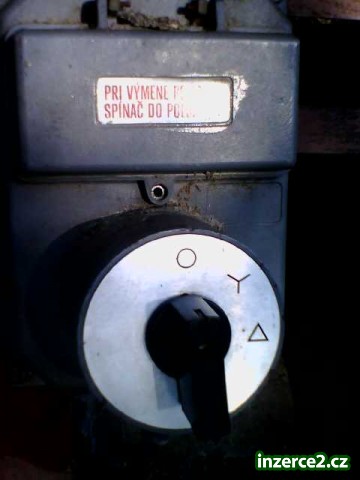 PRI VÝMENE
SPÍNAČ DO
inzerce2.cz